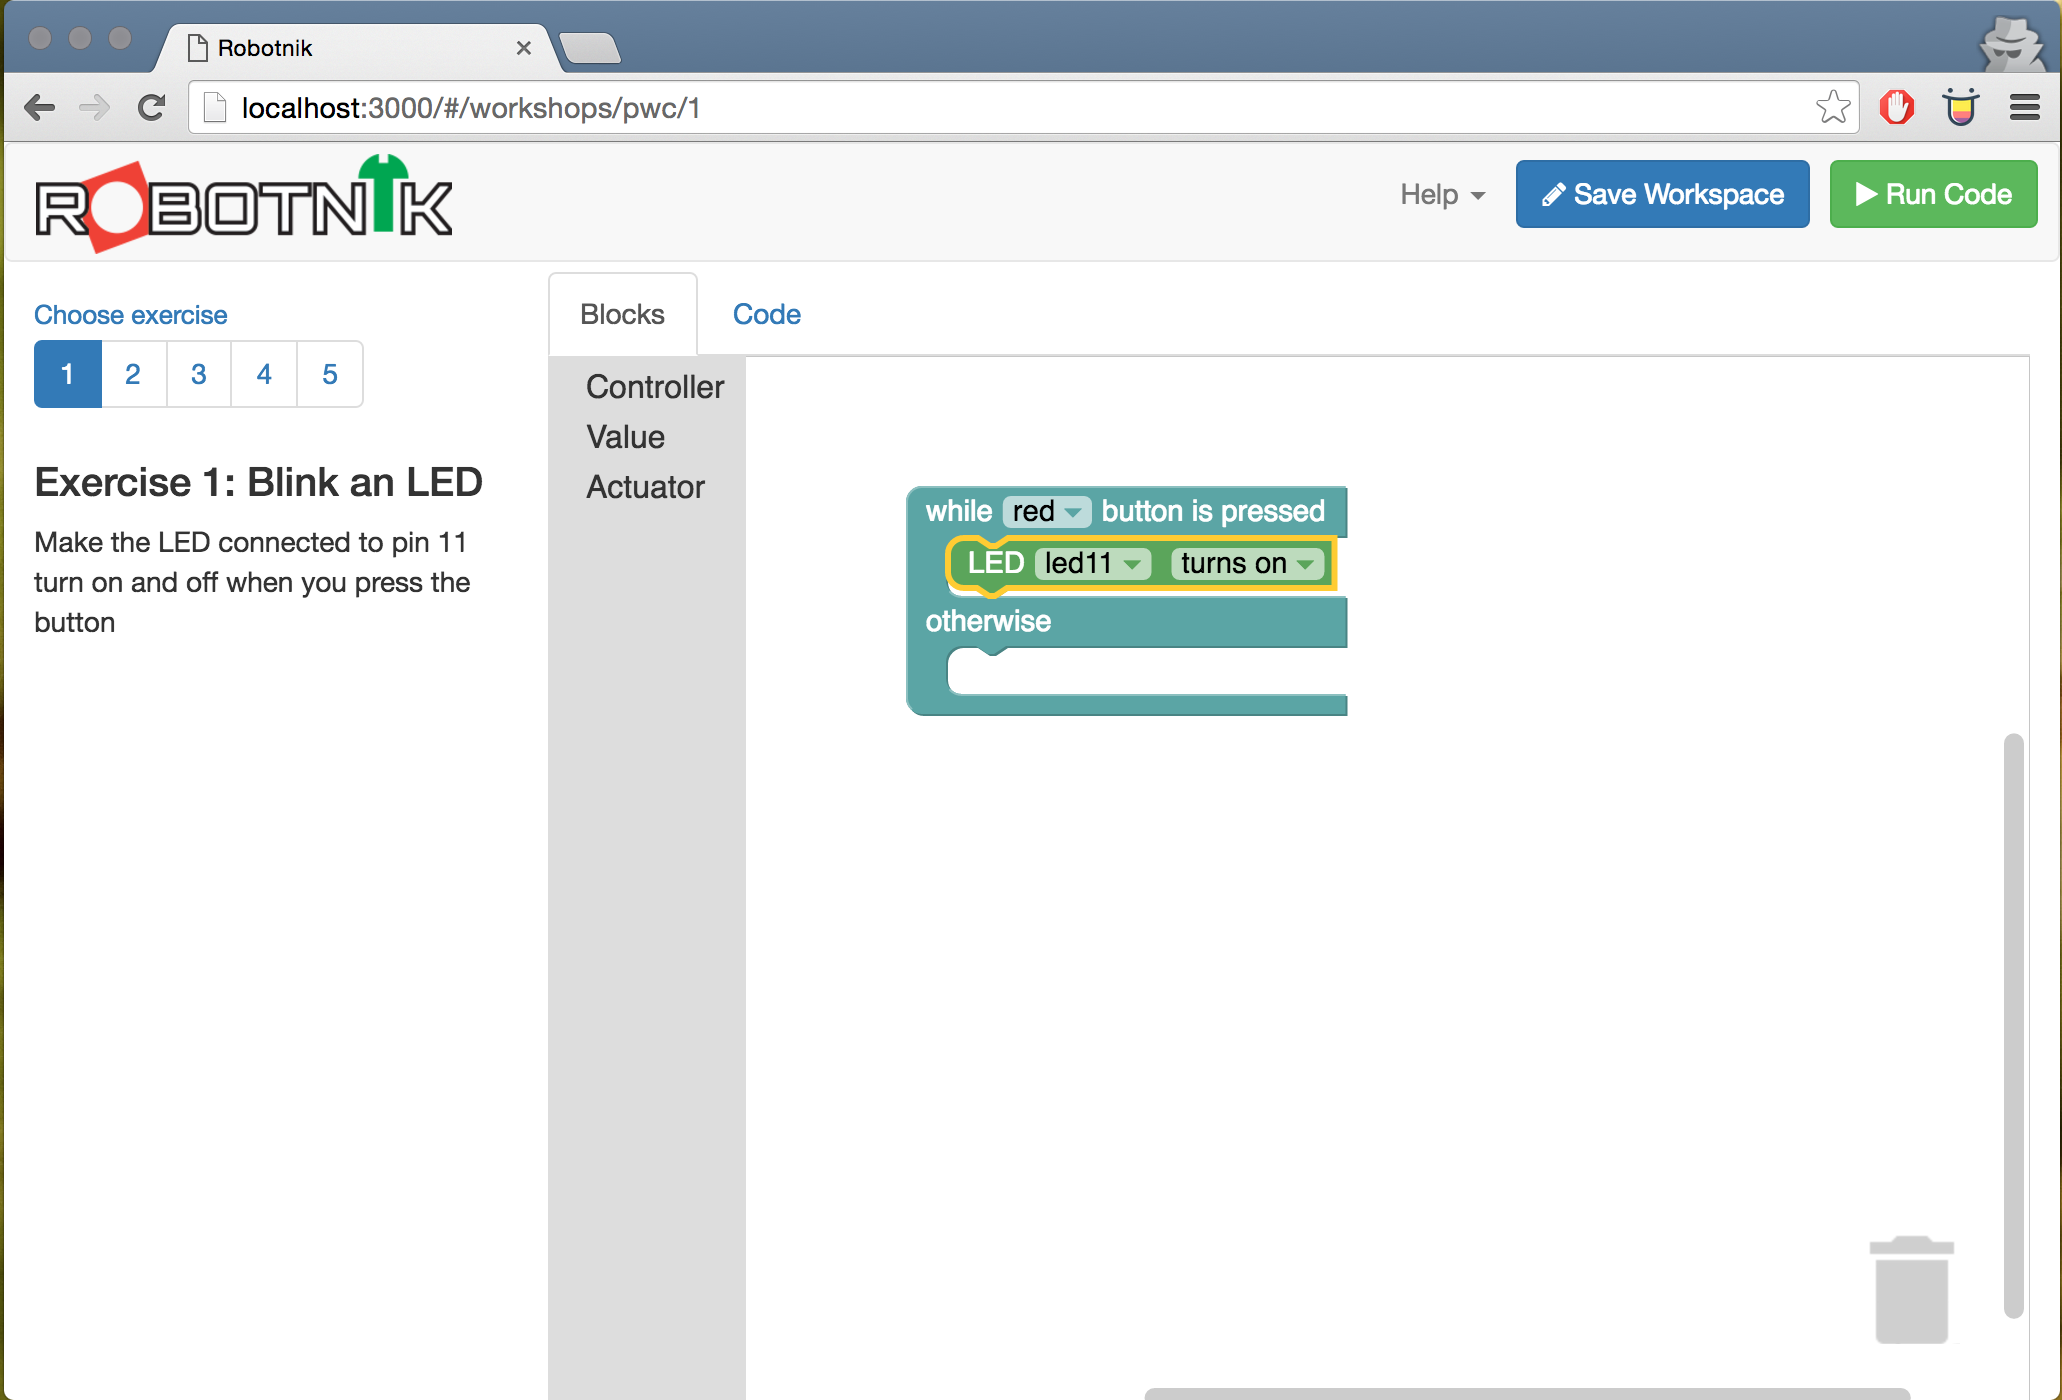 Robotnik
localhost:3000/#/workshops/pwc/1
ROBOTNIK
Help
Save Workspace
Run Code
Choose exercise
1 2 3 4 5
Exercise 1: Blink an LED
Make the LED connected to pin 11
turn on and off when you press the
button
Blocks Code
Controller
Value
Actuator
while red button is pressed
LED led11 turns on
otherwise